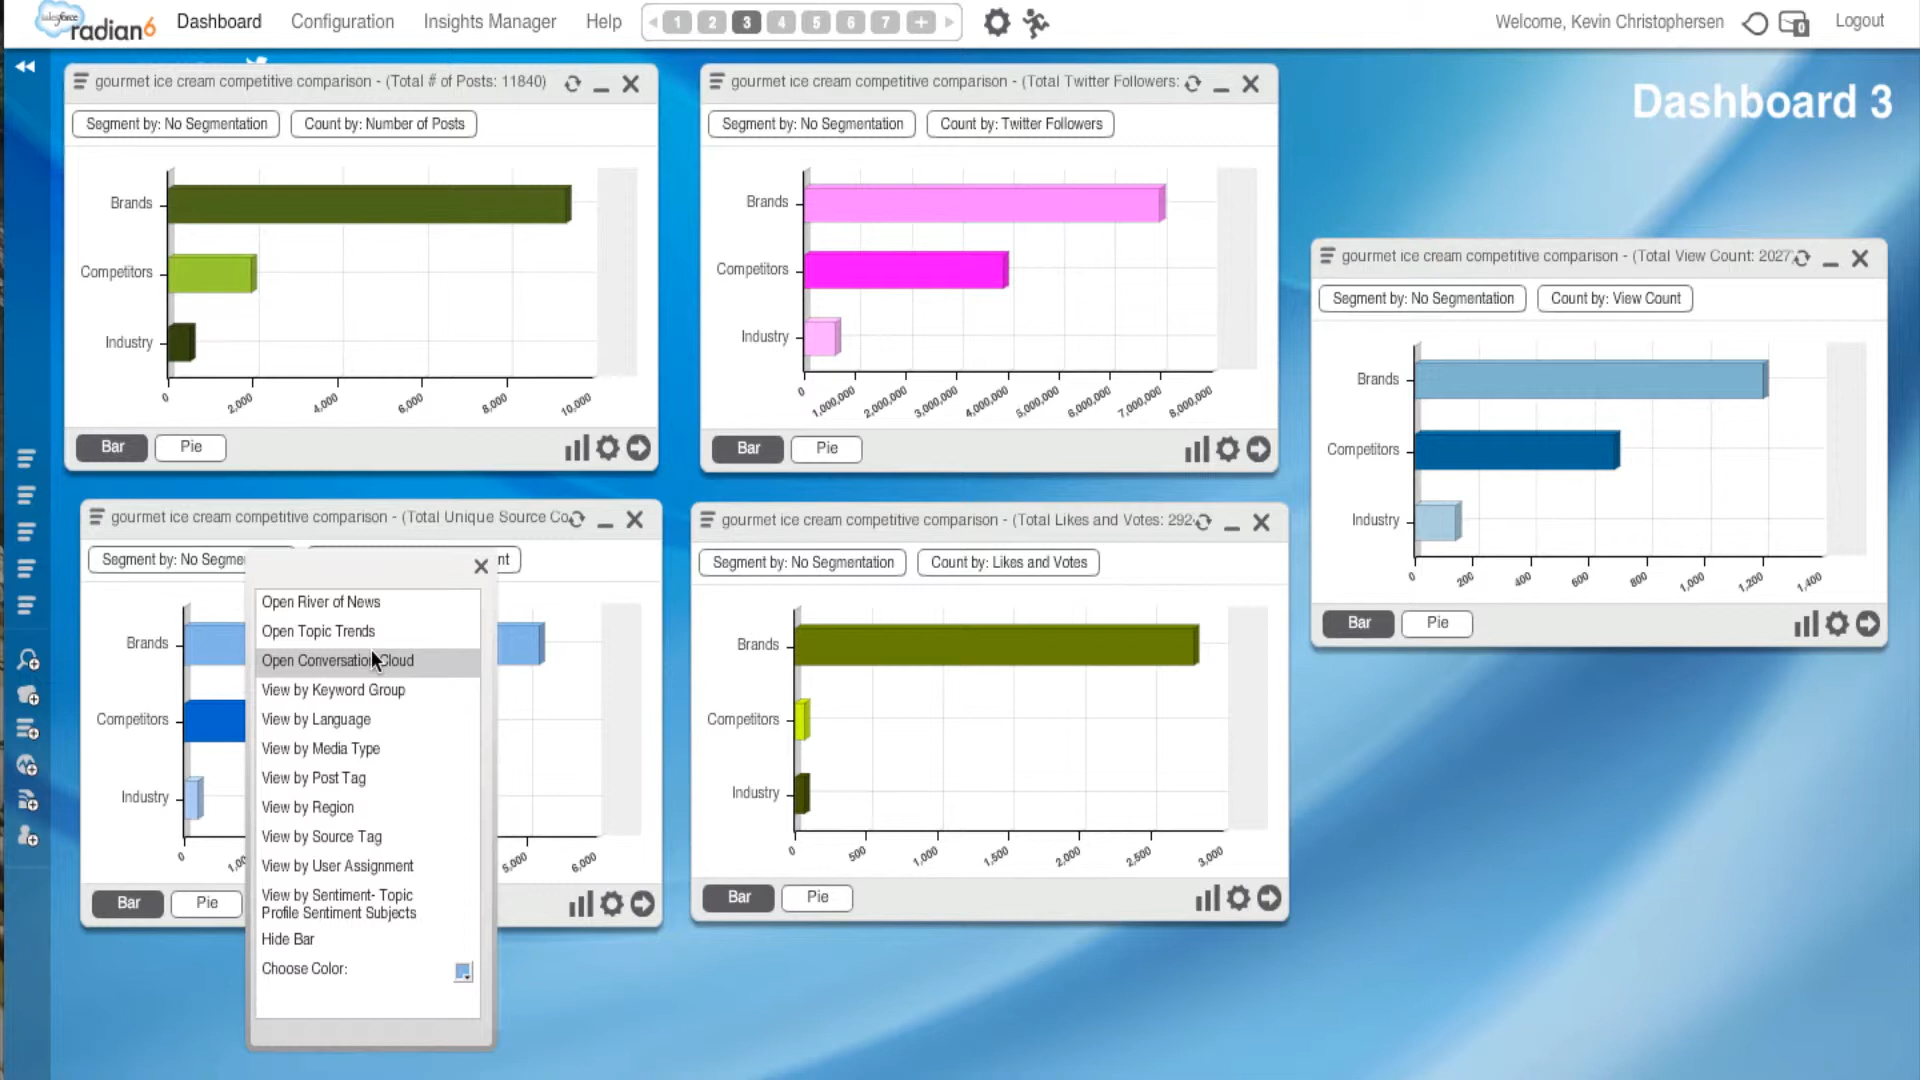 salesforce
radian6
Dashboard
Configuration
Insights Manager
Help
1 2 3 4 5 6 7 +
Welcome, Kevin Christophersen
0
Logout
Dashboard 3
gourmet ice cream competitive comparison - (Total # of Posts: 11840)
Segment by: No Segmentation
Count by: Number of Posts
Brands
Competitors
Industry
0 2,000 4,000 6,000 8,000 10,000
Bar
Pie
gourmet ice cream competitive comparison - (Total Twitter Followers:
Segment by: No Segmentation
Count by: Twitter Followers
Brands
Competitors
Industry
0 1,000,000 2,000,000 3,000,000 4,000,000 5,000,000 6,000,000 7,000,000 8,000,000
Bar
Pie
gourmet ice cream competitive comparison - (Total View Count: 2027
Segment by: No Segmentation
Count by: View Count
Brands
Competitors
Industry
0 200 400 600 800 1,000 1,200 1,400
Bar
Pie
gourmet ice cream competitive comparison - (Total Unique Source Co
Segment by: No Segme
nt
Brands
Competitors
Industry
0 1,00 5,000 6,000
Bar
Pie
Open River of News
Open Topic Trends
Open Conversation Cloud
View by Keyword Group
View by Language
View by Media Type
View by Post Tag
View by Region
View by Source Tag
View by User Assignment
View by Sentiment- Topic
Profile Sentiment Subjects
Hide Bar
Choose Color:
gourmet ice cream competitive comparison - (Total Likes and Votes: 292
Segment by: No Segmentation
Count by: Likes and Votes
Brands
Competitors
Industry
0 500 1,000 1,500 2,000 2,500 3,000
Bar
Pie